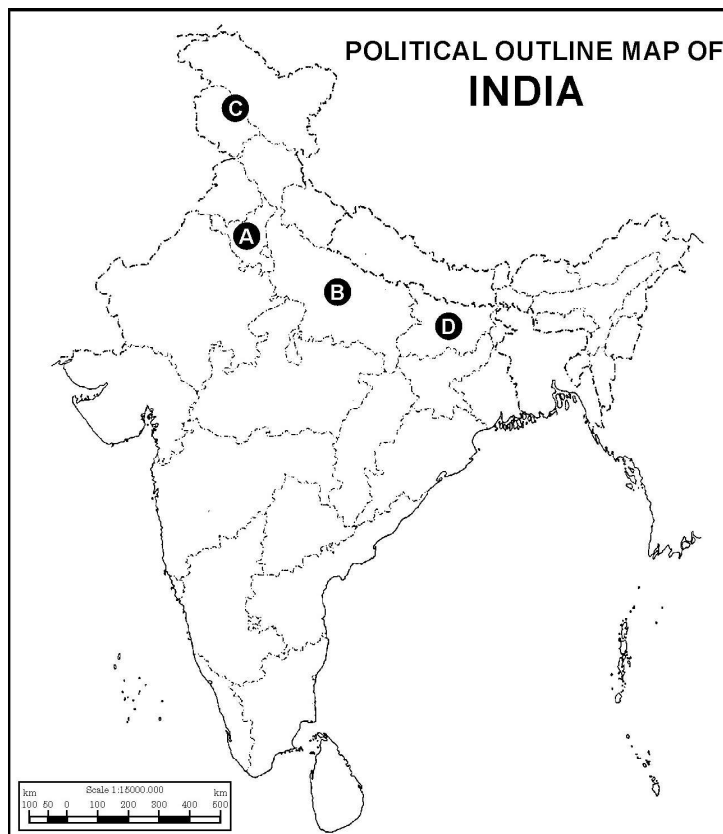 POLITICAL OUTLINE MAP OF
INDIA
C
A
B
D
Scale 1:15000.000
km km
100 50 0 100 200 300 400 500